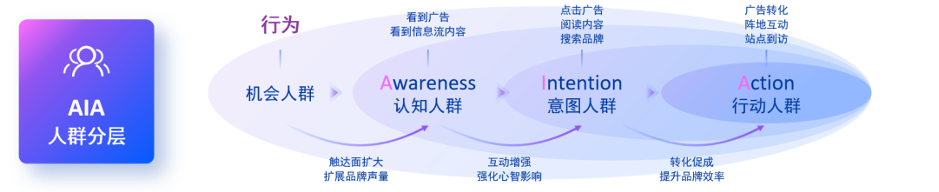 AIA
人群分层
行为
看到广告
看到信息流内容
点击广告
阅读内容
搜索品牌
广告转化
阵地互动
站点到访
机会人群
Awareness
认知人群
Intention
意图人群
Action
行动人群
触达面扩大
扩展品牌声量
互动增强
强化心智影响
转化促成
提升品牌效率